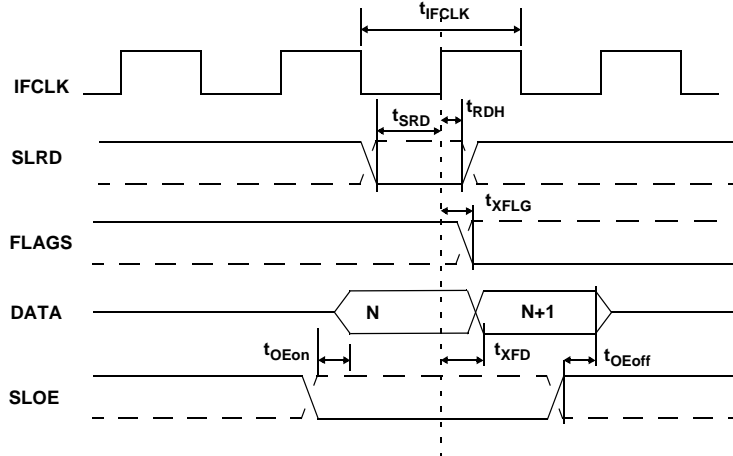 tIFCLK
IFCLK
tSRD
tRDH
SLRD
tXFLG
FLAGS
DATA
N
N+1
tOEon
tXFD
tOEoff
SLOE